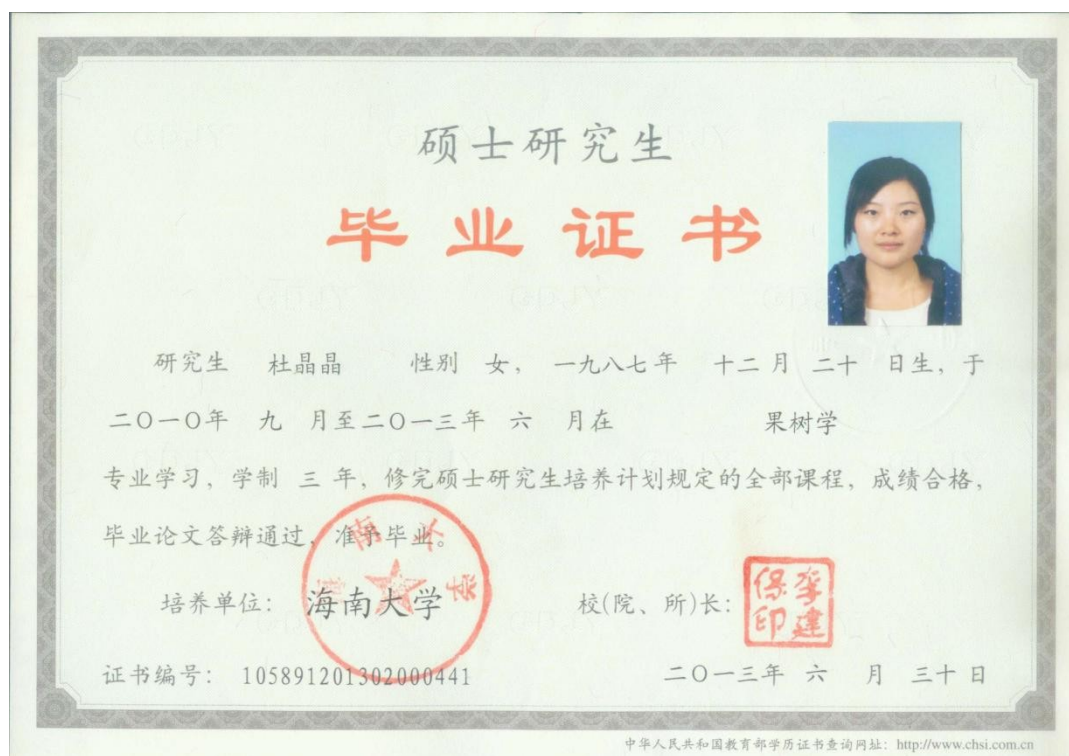 硕士研究生
毕业证书
研究生 杜晶晶 性别 女， 一九八七年 十二月 二十 日生，于
二〇一〇年 九 月至二〇一三年 六 月在 果树学
专业学习，学制 三 年，修完硕士研究生培养计划规定的全部课程，成绩合格，
毕业论文答辩通过，准予毕业。
培养单位： 海南大学
海南大学
校(院、所)长：
李建保印
证书编号： 105891201302000441
二〇一三年 六 月 三十日
中华人民共和国教育部学历证书查询网址：http://www.chsi.com.cn